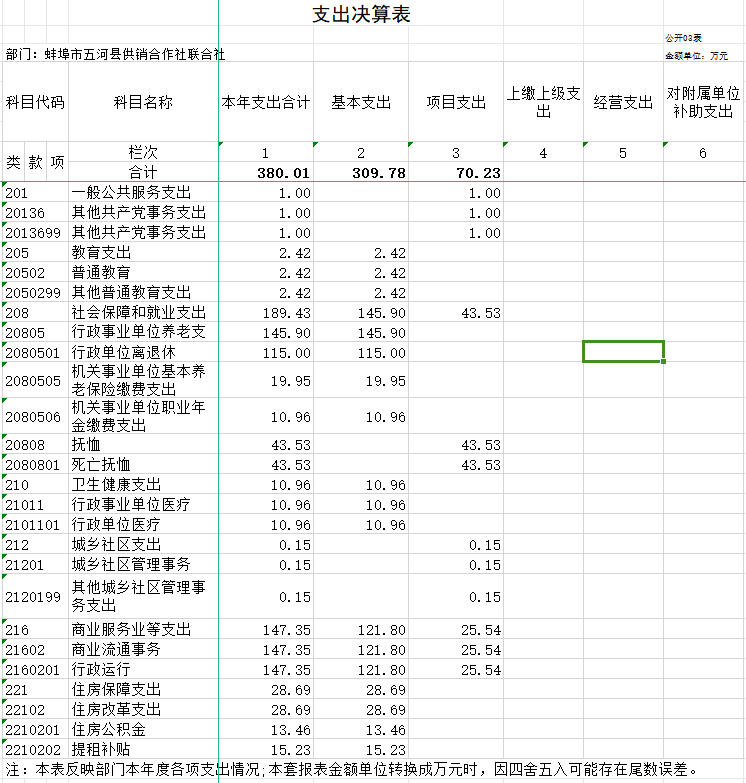 支出决算表
公开03表
部门：蚌埠市五河县供销合作社联合社
金额单位：万元
科目代码 科目名称 本年支出合计 基本支出 项目支出 上缴上级支出 经营支出 对附属单位补助支出
类 款 项 栏次 1 2 3 4 5 6
合计 380.01 309.78 70.23
201 一般公共服务支出 1.00 1.00
20136 其他共产党事务支出 1.00 1.00
2013699 其他共产党事务支出 1.00 1.00
205 教育支出 2.42 2.42
20502 普通教育 2.42 2.42
2050299 其他普通教育支出 2.42 2.42
208 社会保障和就业支出 189.43 145.90 43.53
20805 行政事业单位养老支 145.90 145.90
2080501 行政单位离退休 115.00 115.00
2080505 机关事业单位基本养老保险缴费支出 19.95 19.95
2080506 机关事业单位职业年金缴费支出 10.96 10.96
20808 抚恤 43.53 43.53
2080801 死亡抚恤 43.53 43.53
210 卫生健康支出 10.96 10.96
21011 行政事业单位医疗 10.96 10.96
2101101 行政单位医疗 10.96 10.96
212 城乡社区支出 0.15 0.15
21201 城乡社区管理事务 0.15 0.15
2120199 其他城乡社区管理事务支出 0.15 0.15
216 商业服务业等支出 147.35 121.80 25.54
21602 商业流通事务 147.35 121.80 25.54
2160201 行政运行 147.35 121.80 25.54
221 住房保障支出 28.69 28.69
22102 住房改革支出 28.69 28.69
2210201 住房公积金 13.46 13.46
2210202 提租补贴 15.23 15.23
注：本表反映部门本年度各项支出情况;本套报表金额单位转换成万元时，因四舍五入可能存在尾数误差。